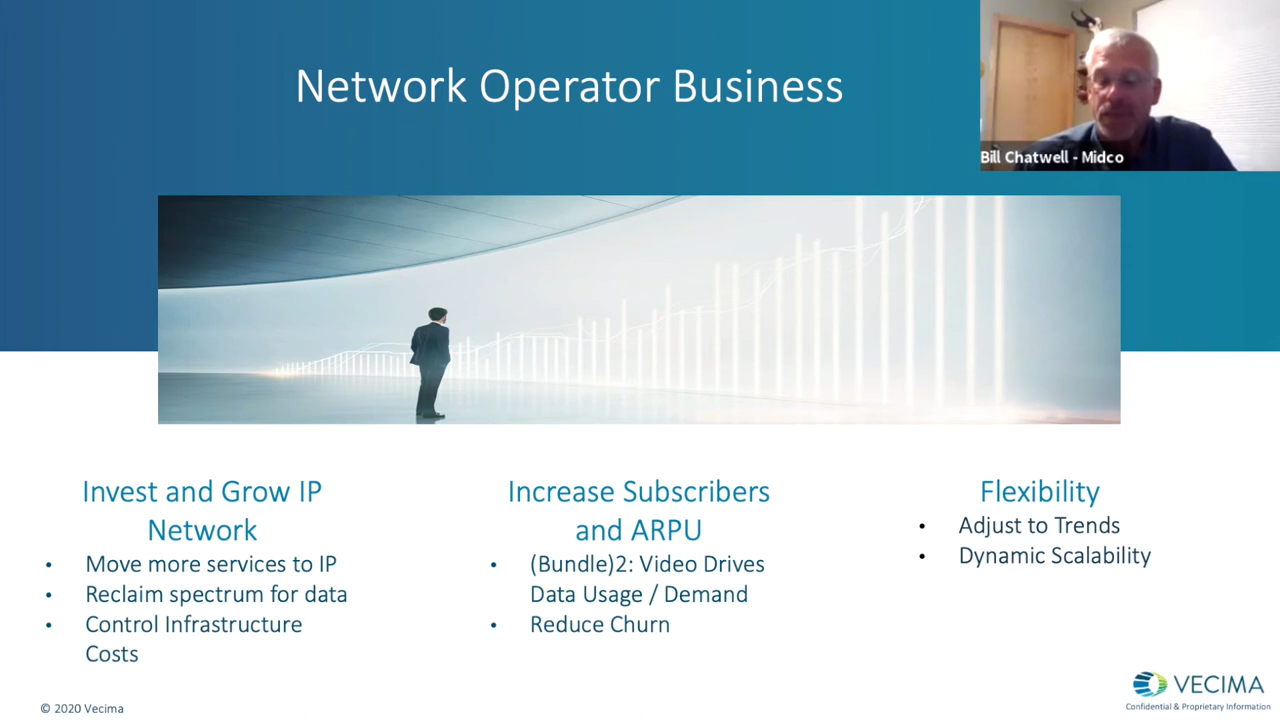 Network Operator Business
Bill Chatwell - Midco
Invest and Grow IP
Network
• Move more services to IP
• Reclaim spectrum for data
• Control Infrastructure
Costs
Increase Subscribers
and ARPU
• (Bundle)2: Video Drives
Data Usage / Demand
• Reduce Churn
Flexibility
• Adjust to Trends
• Dynamic Scalability
© 2020 Vecima
VECIMA
Confidential & Proprietary Information